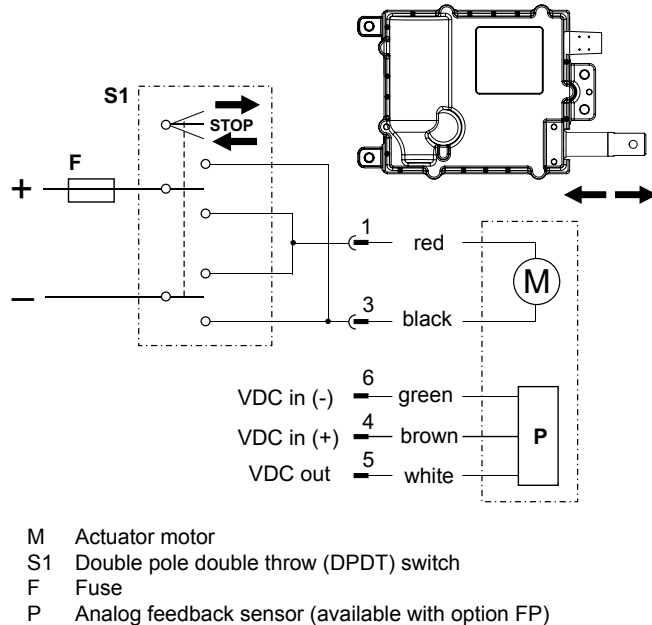 S1
STOP
F
+
–
1
red
M
3
black
6
VDC in (-)
green
4
VDC in (+)
brown
P
5
VDC out
white
M Actuator motor
S1 Double pole double throw (DPDT) switch
F Fuse
P Analog feedback sensor (available with option FP)